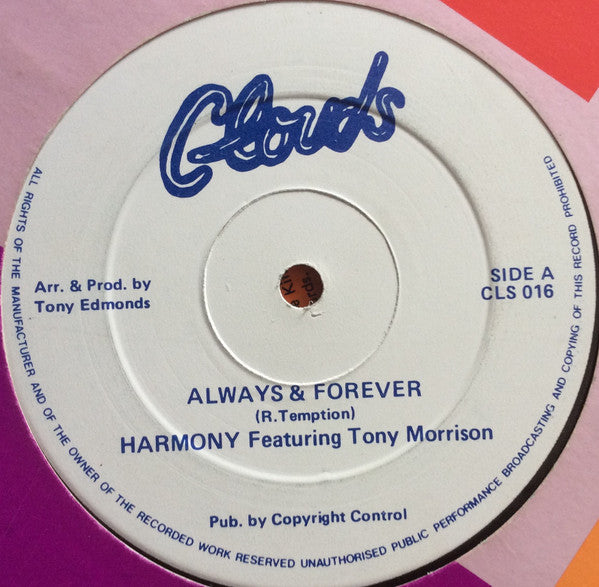 Clouds
Arr. & Prod. by
Tony Edmonds
SIDE A
CLS 016
ALWAYS & FOREVER
(R.Temption)
HARMONY Featuring Tony Morrison
Pub. by Copyright Control
ALL RIGHTS OF THE MANUFACTURER AND OF THE OWNER OF THE RECORDED WORK RESERVED UNAUTHORISED PUBLIC PERFORMANCE BROADCASTING AND COPYING OF THIS RECORD PROHIBITED